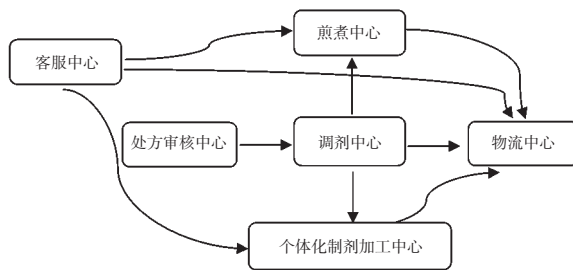 煎煮中心
客服中心
处方审核中心
调剂中心
物流中心
个体化制剂加工中心